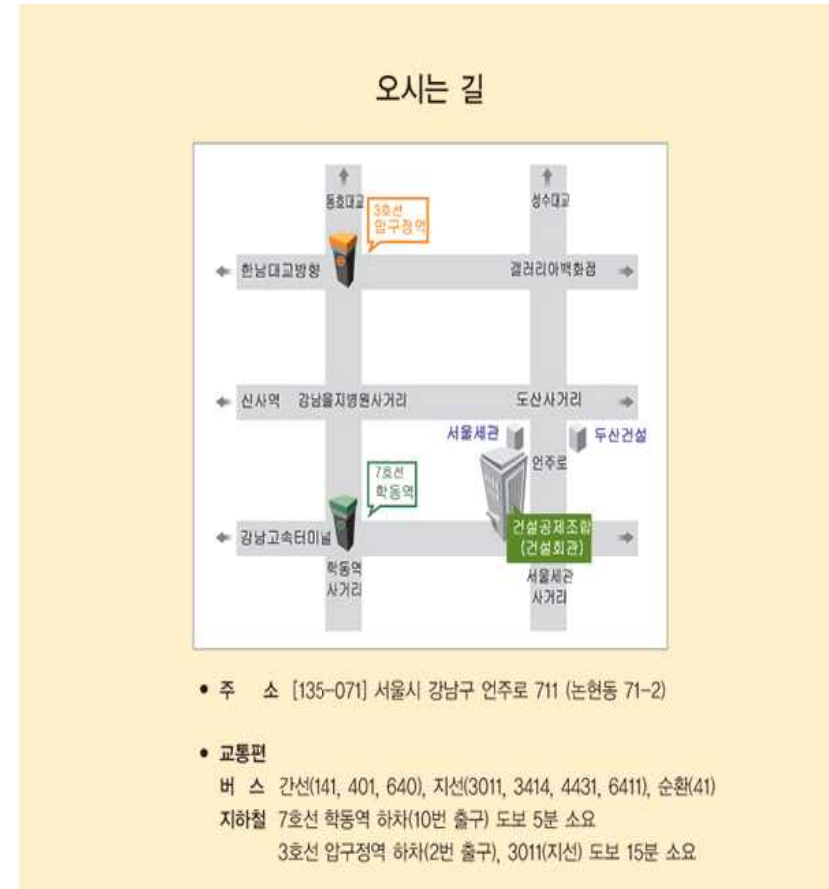 오시는 길
동호대교
성수대교
3호선
압구정역
한남대교방향
갤러리아백화점
신사역
강남을지병원사거리
도산사거리
서울세관
두산건설
언주로
7호선
학동역
강남고속터미널
건설공제조합
(건설회관)
학동역
사거리
서울세관
사거리
• 주 소 [135-071] 서울시 강남구 언주로 711 (논현동 71-2)
• 교통편
버 스 간선(141, 401, 640), 지선(3011, 3414, 4431, 6411), 순환(41)
지하철 7호선 학동역 하차(10번 출구) 도보 5분 소요
3호선 압구정역 하차(2번 출구), 3011(지선) 도보 15분 소요